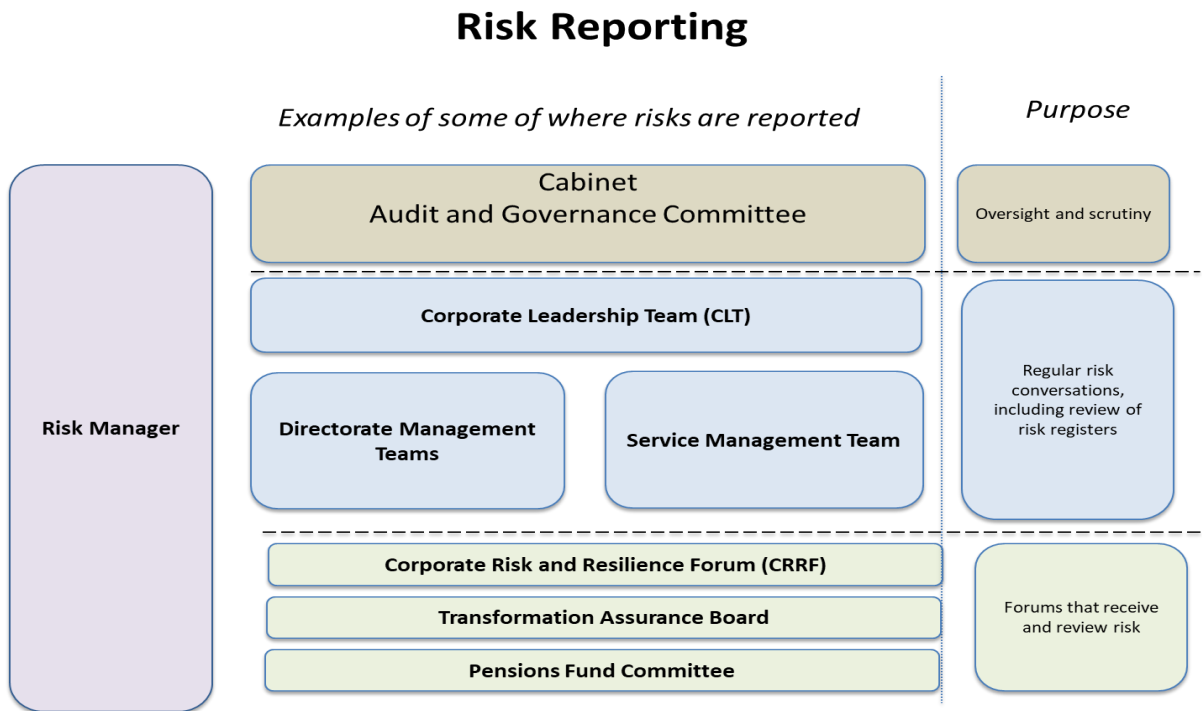 Risk Reporting
Examples of some of where risks are reported
Purpose
Risk Manager
Cabinet
Audit and Governance Committee
Oversight and scrutiny
Corporate Leadership Team (CLT)
Directorate Management
Teams
Service Management Team
Regular risk
conversations,
including review of
risk registers
Corporate Risk and Resilience Forum (CRRF)
Transformation Assurance Board
Pensions Fund Committee
Forums that receive
and review risk